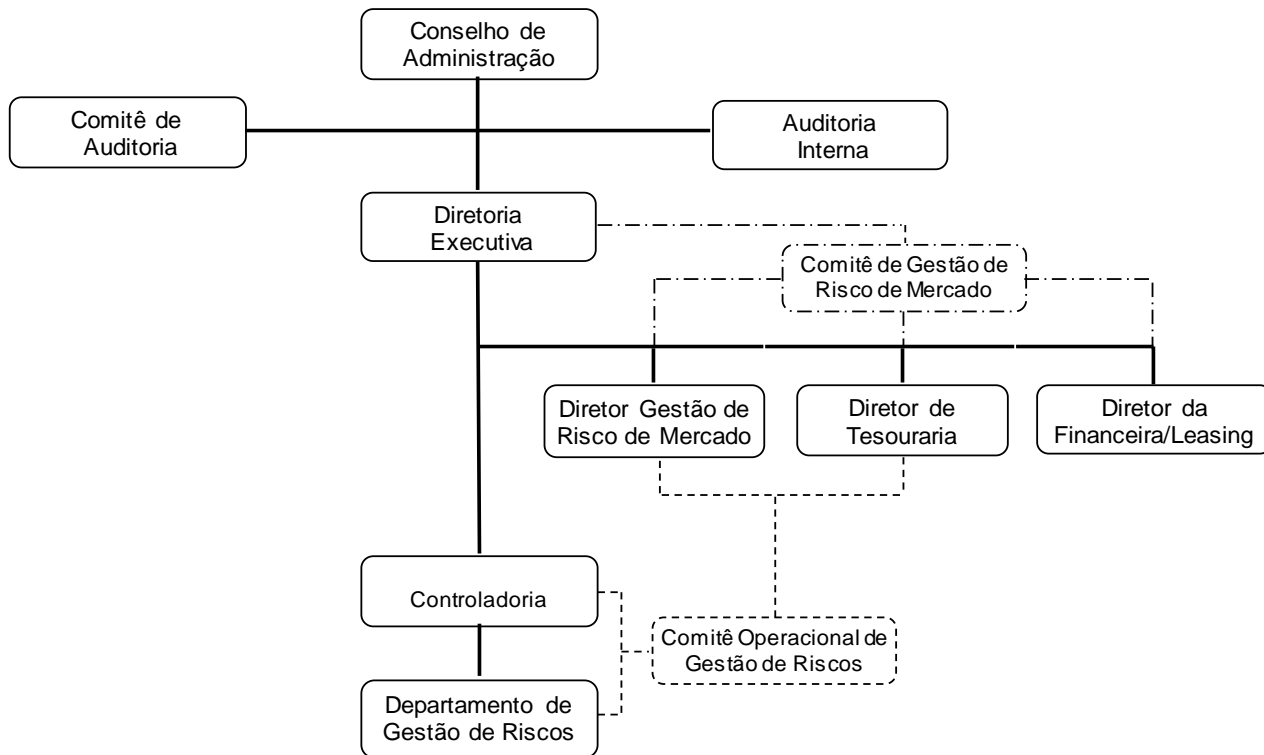 Conselho de
Administração
Comitê de
Auditoria
Auditoria
Interna
Diretoria
Executiva
Comitê de Gestão de
Risco de Mercado
Diretor Gestão de
Risco de Mercado
Diretor de
Tesouraria
Diretor da
Financeira/Leasing
Controladoria
Comitê Operacional de
Gestão de Riscos
Departamento de
Gestão de Riscos